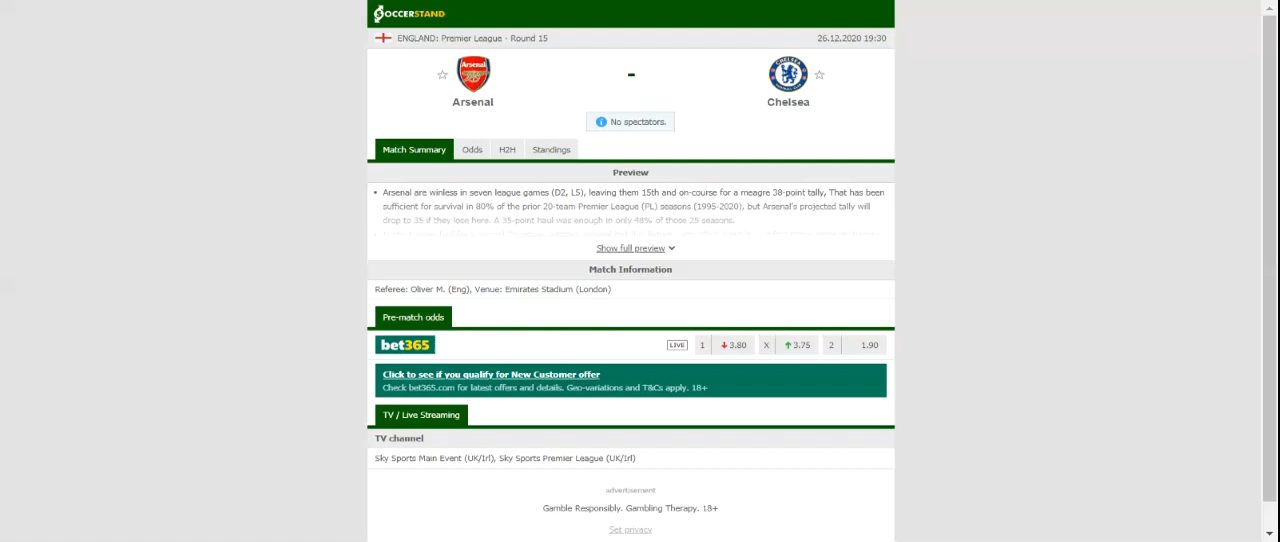 SOCCERSTAND
ENGLAND: Premier League - Round 15 26.12.2020 19:30
Arsenal
-
CHELSEA
Arsenal Chelsea
No spectators.
Match Summary Odds H2H Standings
Preview
Arsenal are winless in seven league games (D2, L5), leaving them 15th and on-course for a meagre 38-point tally, That has been
sufficient for survival in 80% of the prior 20-team Premier League (PL) seasons (1995-2020), but Arsenal's projected tally will
drop to 35 if they lose here. A 35-point haul was enough in only 48% of those 25 seasons.
Show full preview
Match Information
Referee: Oliver M. (Eng), Venue: Emirates Stadium (London)
Pre-match odds
bet365 LIVE 1 3.80 X 3.75 2 1.90
Click to see if you qualify for New Customer offer
Check bet365.com for latest offers and details. Geo-variations and T&Cs apply. 18+
TV / Live Streaming
TV channel
Sky Sports Main Event (UK/Irl), Sky Sports Premier League (UK/Irl)
advertisement
Gamble Responsibly. Gambling Therapy. 18+
Set privacy